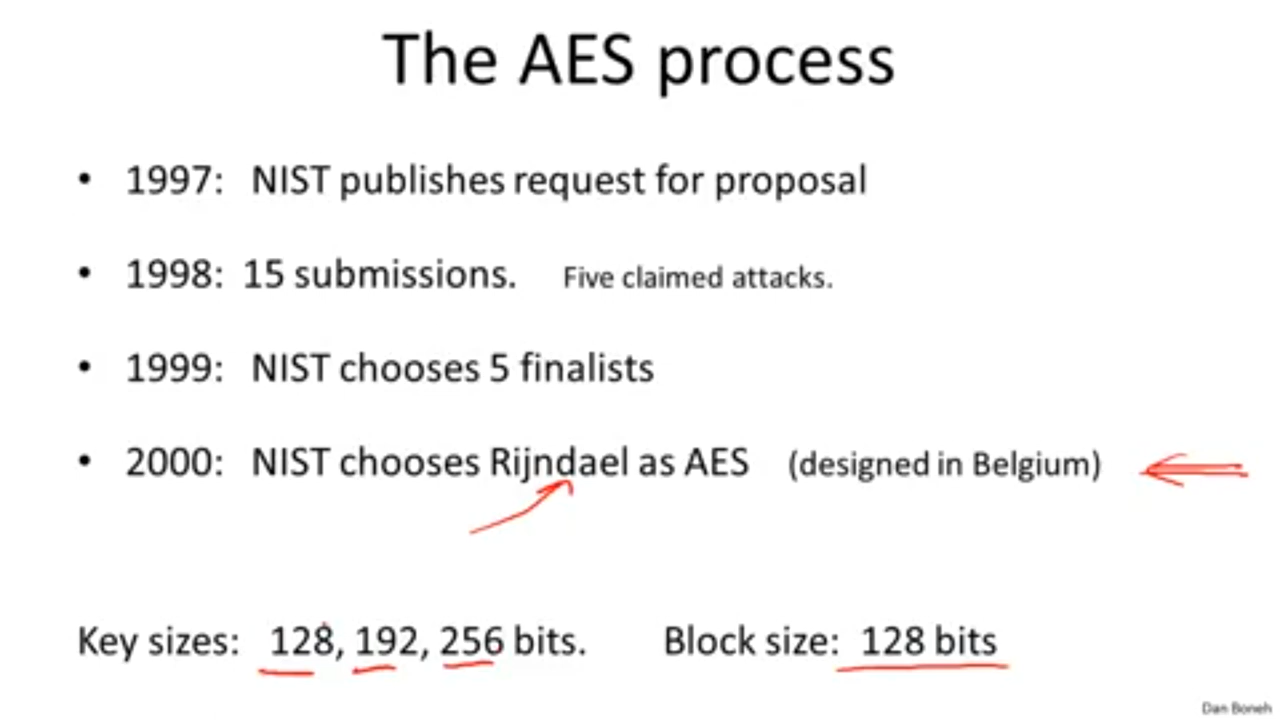 The AES process
• 1997: NIST publishes request for proposal
• 1998: 15 submissions. Five claimed attacks.
• 1999: NIST chooses 5 finalists
• 2000: NIST chooses Rijndael as AES (designed in Belgium)
Key sizes: 128, 192, 256 bits. Block size: 128 bits
Dan Boneh